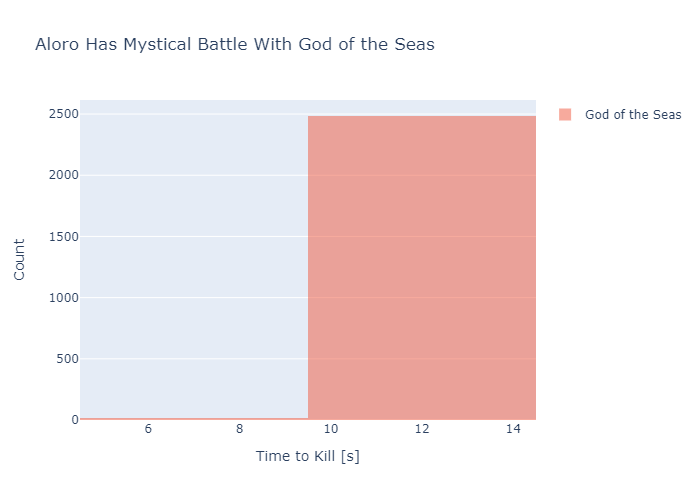 Aloro Has Mystical Battle With God of the Seas
God of the Seas
2500
2000
1500
1000
500
0
Count
6 8 10 12 14
Time to Kill [s]